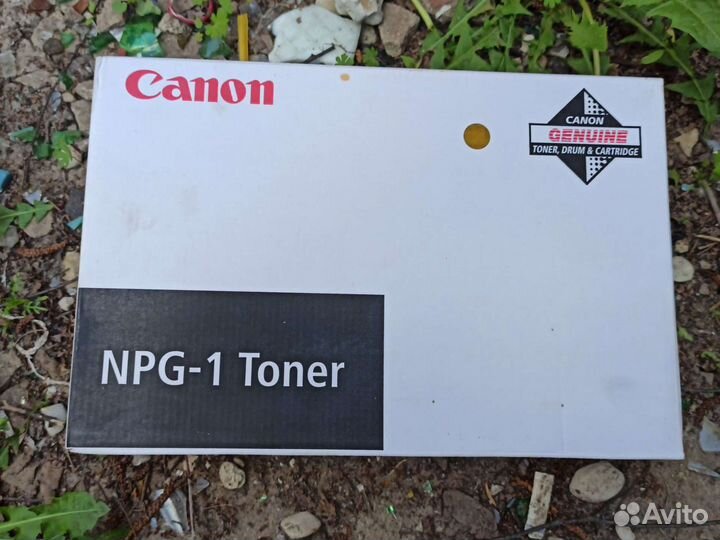 Canon
CANON
GENUINE
TONER, DRUM & CARTRIDGE
NPG-1 Toner
Avito